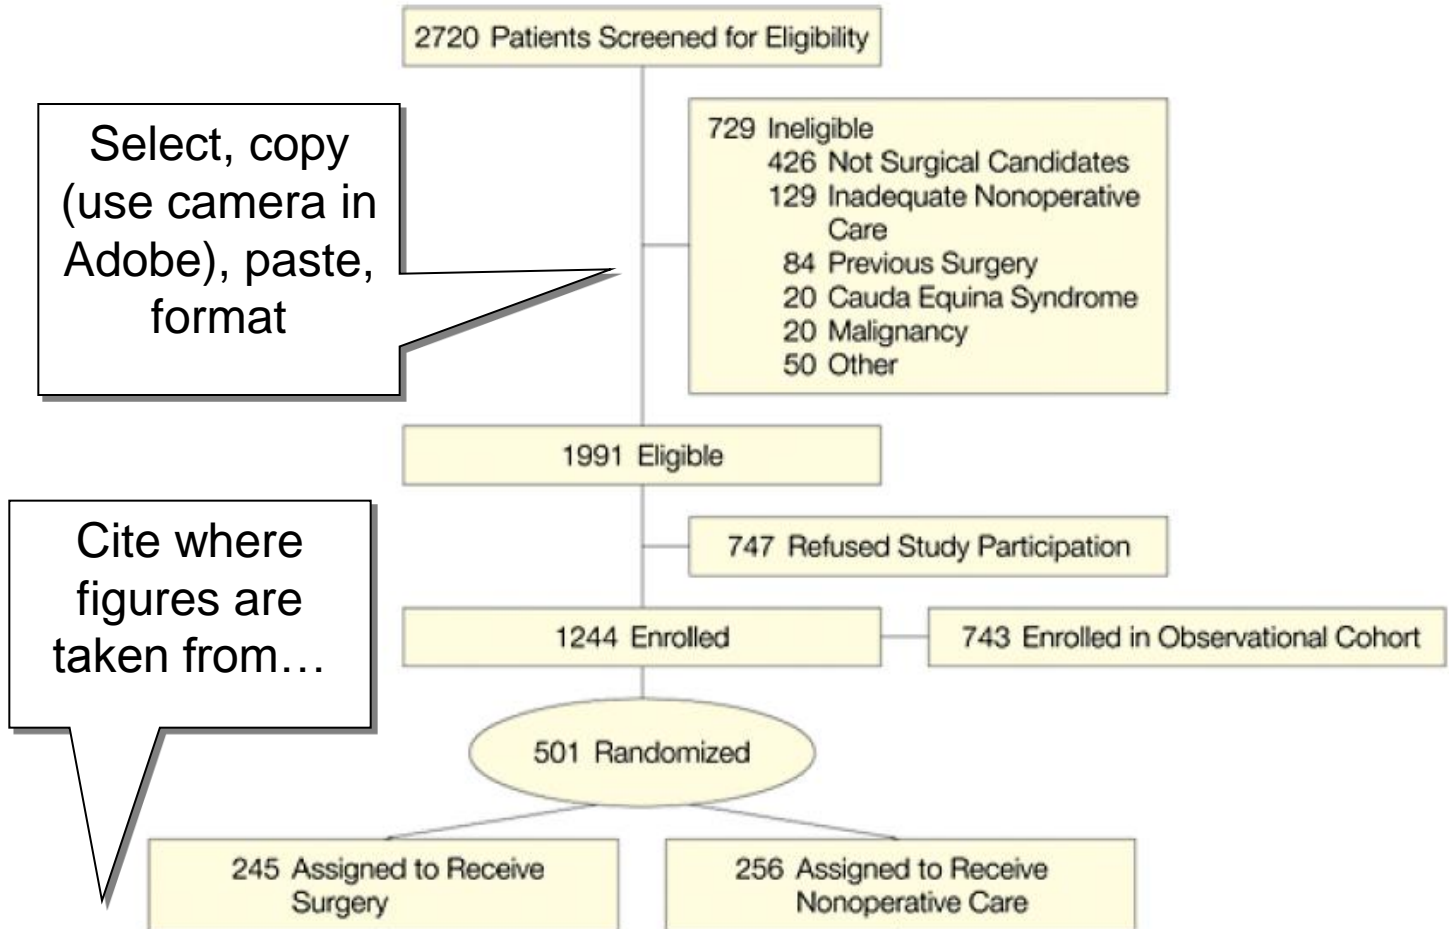 2720 Patients Screened for Eligibility
Select, copy
(use camera in
Adobe), paste,
format
729 Ineligible
426 Not Surgical Candidates
129 Inadequate Nonoperative
Care
84 Previous Surgery
20 Cauda Equina Syndrome
20 Malignancy
50 Other
1991 Eligible
Cite where
figures are
taken from…
747 Refused Study Participation
1244 Enrolled
743 Enrolled in Observational Cohort
501 Randomized
245 Assigned to Receive
Surgery
256 Assigned to Receive
Nonoperative Care